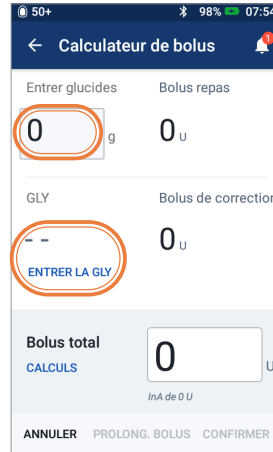 50+ 98% 07:54
← Calculateur de bolus 1
Entrer glucides Bolus repas
0 g 0 U
GLY Bolus de correction
-- 0 U
ENTRER LA GLY
Bolus total 0 U
CALCULS
InA de 0 U
ANNULER PROLONG. BOLUS CONFIRMER